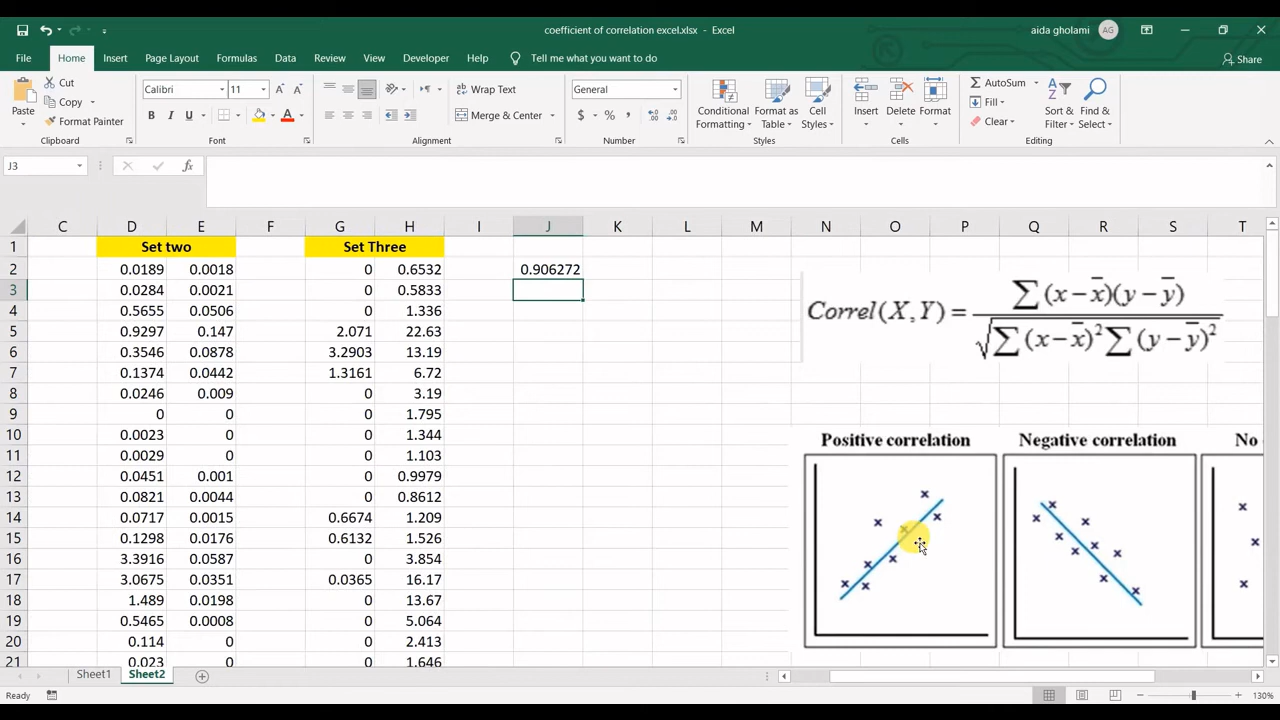 coefficient of correlation excel.xlsx - Excel
aida gholami AG
File Home Insert Page Layout Formulas Data Review View Developer Help Tell me what you want to do Share
Paste Cut Copy Format Painter Clipboard
Calibri 11 A A B I U A Font
Wrap Text Merge & Center Alignment
General $ % , Number
Conditional Formatting Format as Table Cell Styles Styles
Insert Delete Format Cells
AutoSum Fill Clear Sort & Filter Find & Select Editing
J3 fx
C D E F G H I J K L M N O P Q R S T
1 Set two Set Three
2 0.0189 0.0018 0 0.6532 0.906272
3 0.0284 0.0021 0 0.5833
4 0.5655 0.0506 0 1.336
5 0.9297 0.147 2.071 22.63
6 0.3546 0.0878 3.2903 13.19
7 0.1374 0.0442 1.3161 6.72
8 0.0246 0.009 0 3.19
9 0 0 0 1.795
10 0.0023 0 0 1.344
11 0.0029 0 0 1.103
12 0.0451 0.001 0 0.9979
13 0.0821 0.0044 0 0.8612
14 0.0717 0.0015 0.6674 1.209
15 0.1298 0.0176 0.6132 1.526
16 3.3916 0.0587 0 3.854
17 3.0675 0.0351 0.0365 16.17
18 1.489 0.0198 0 13.67
19 0.5465 0.0008 0 5.064
20 0.114 0 0 2.413
21 0.023 0 0 1.646
Correl(X,Y) = ∑(x−x̅)(y−y̅) / √∑(x−x̅)²∑(y−y̅)²
Positive correlation Negative correlation No
Sheet1 Sheet2
Ready 130%